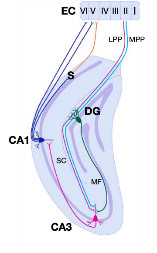 EC VI V IV III II I
LPP MPP
S
DG
CA1
SC
MF
CA3